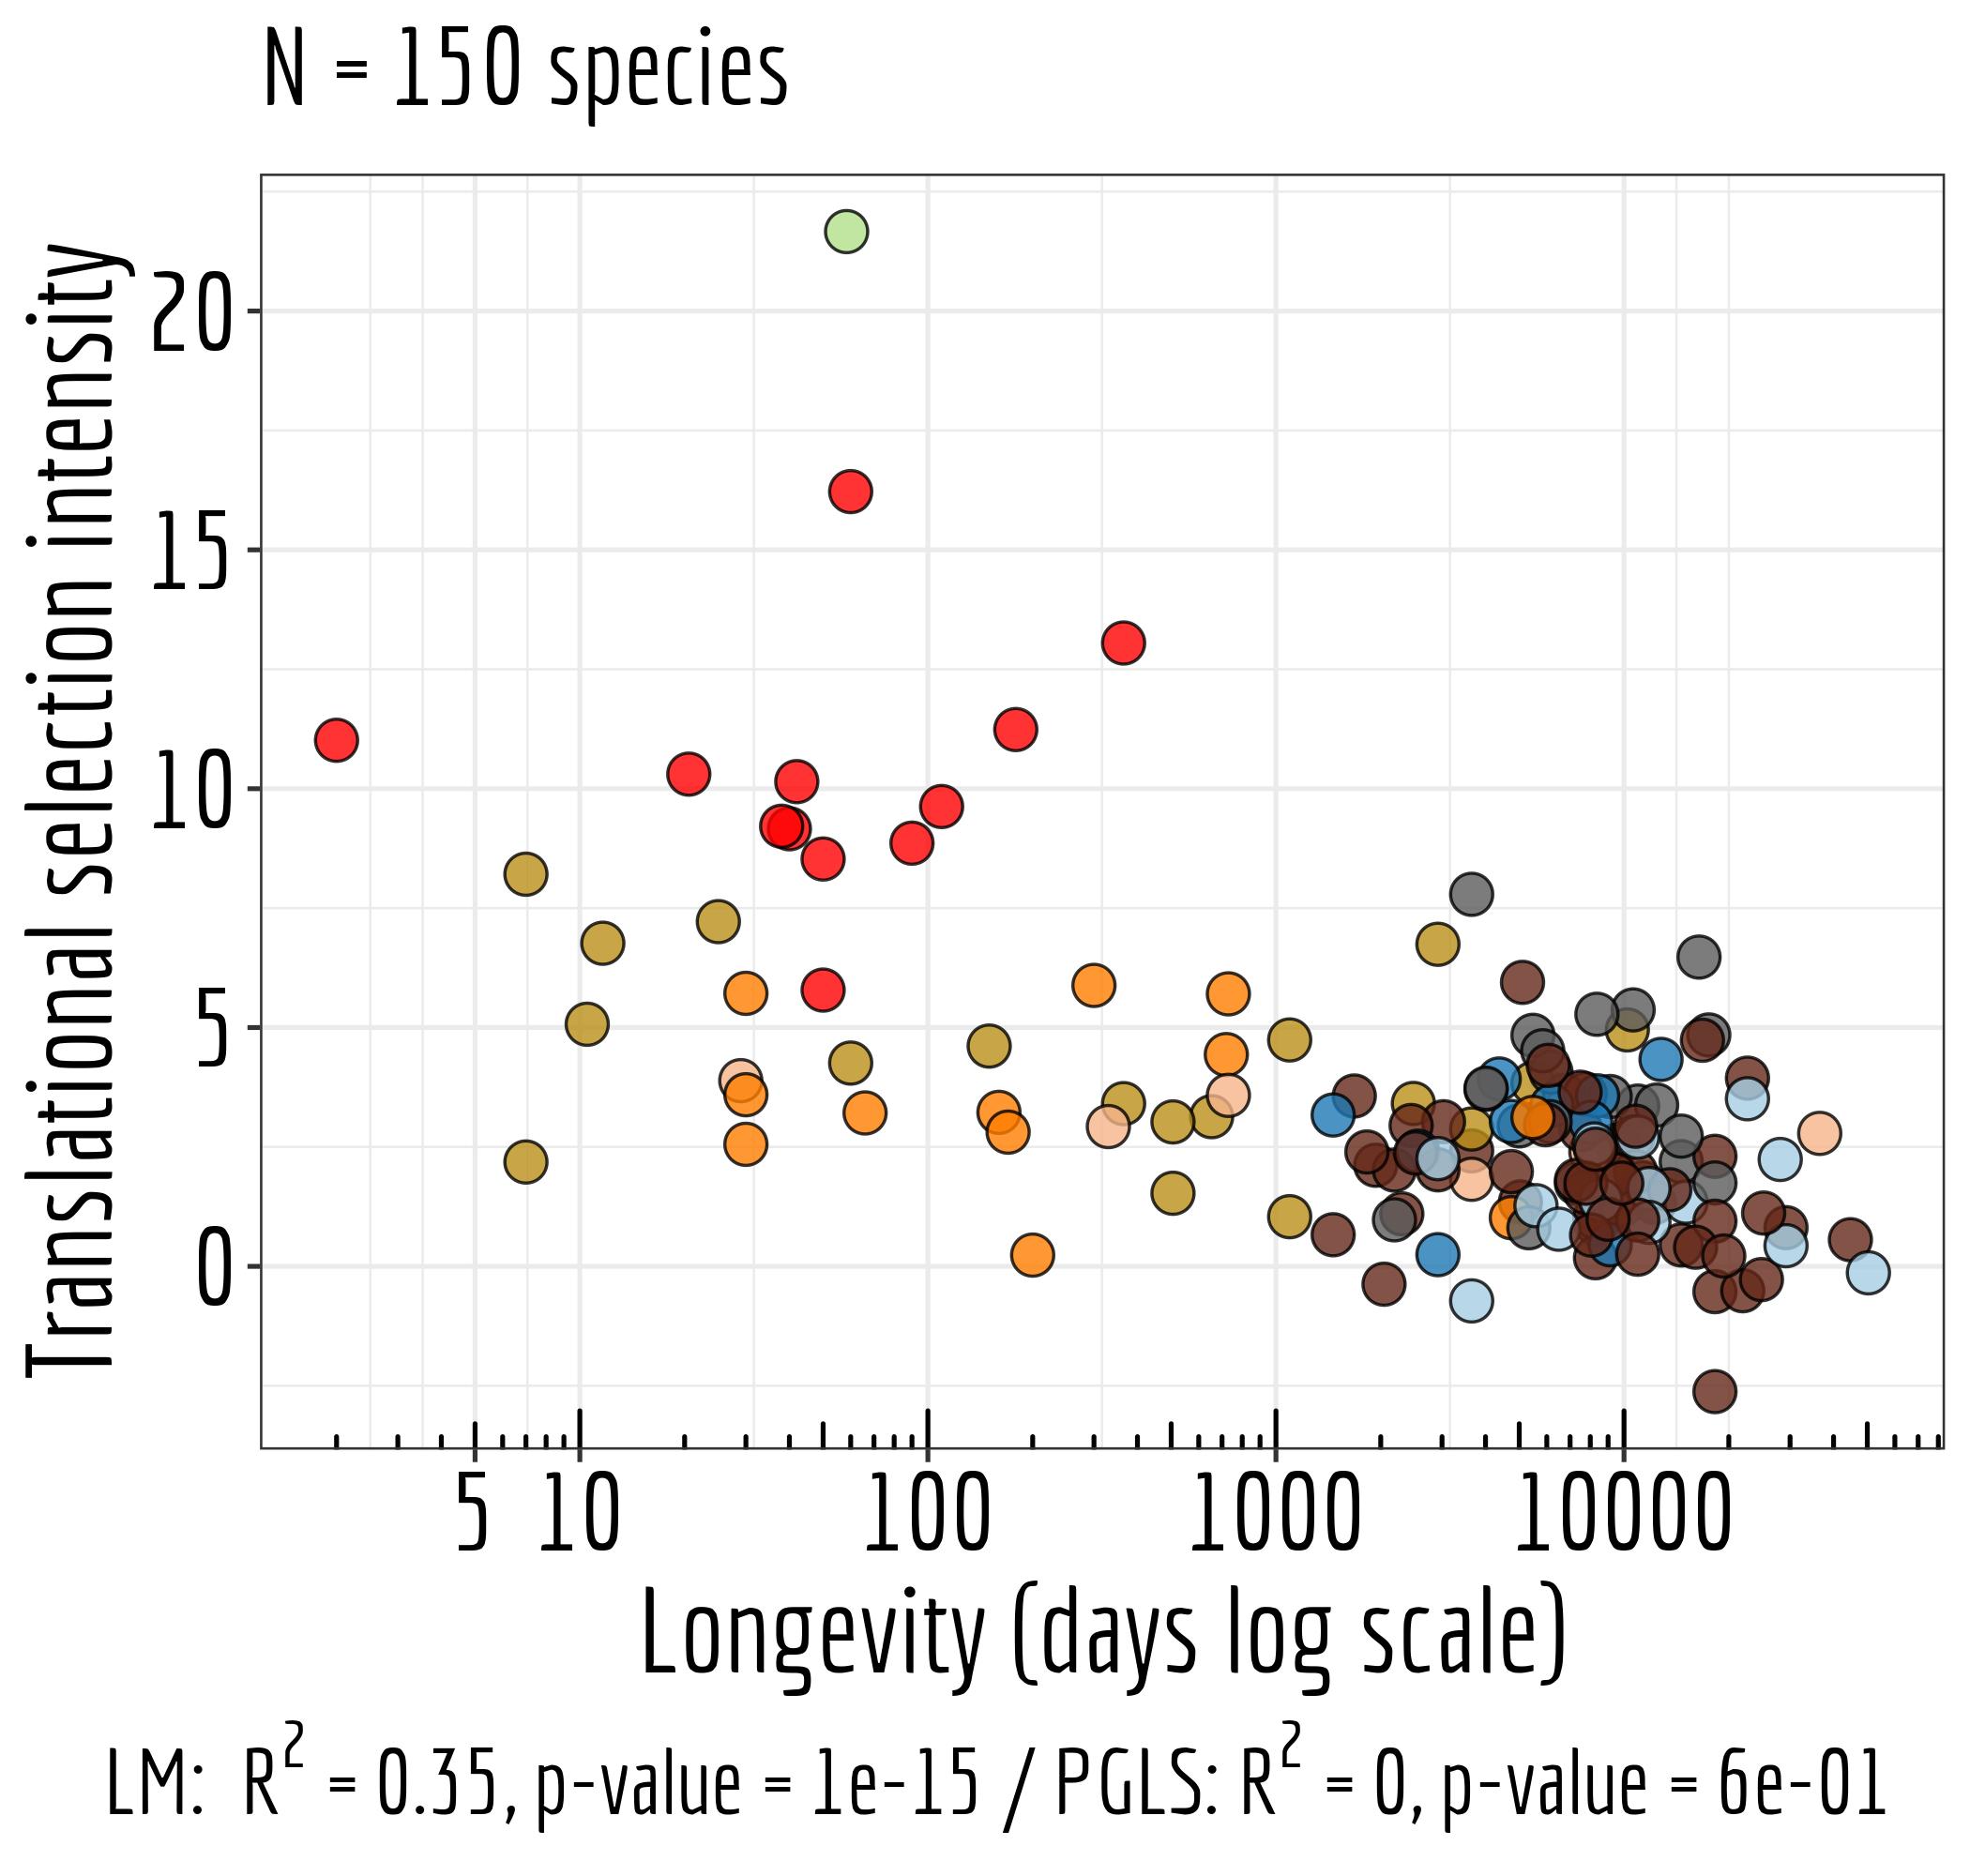 N = 150 species
Translational selection intensity
20
15
10
5
0
5 10 100 1000 10000
Longevity (days log scale)
LM: R² = 0.35, p-value = 1e-15 / PGLS: R² = 0, p-value = 6e-01